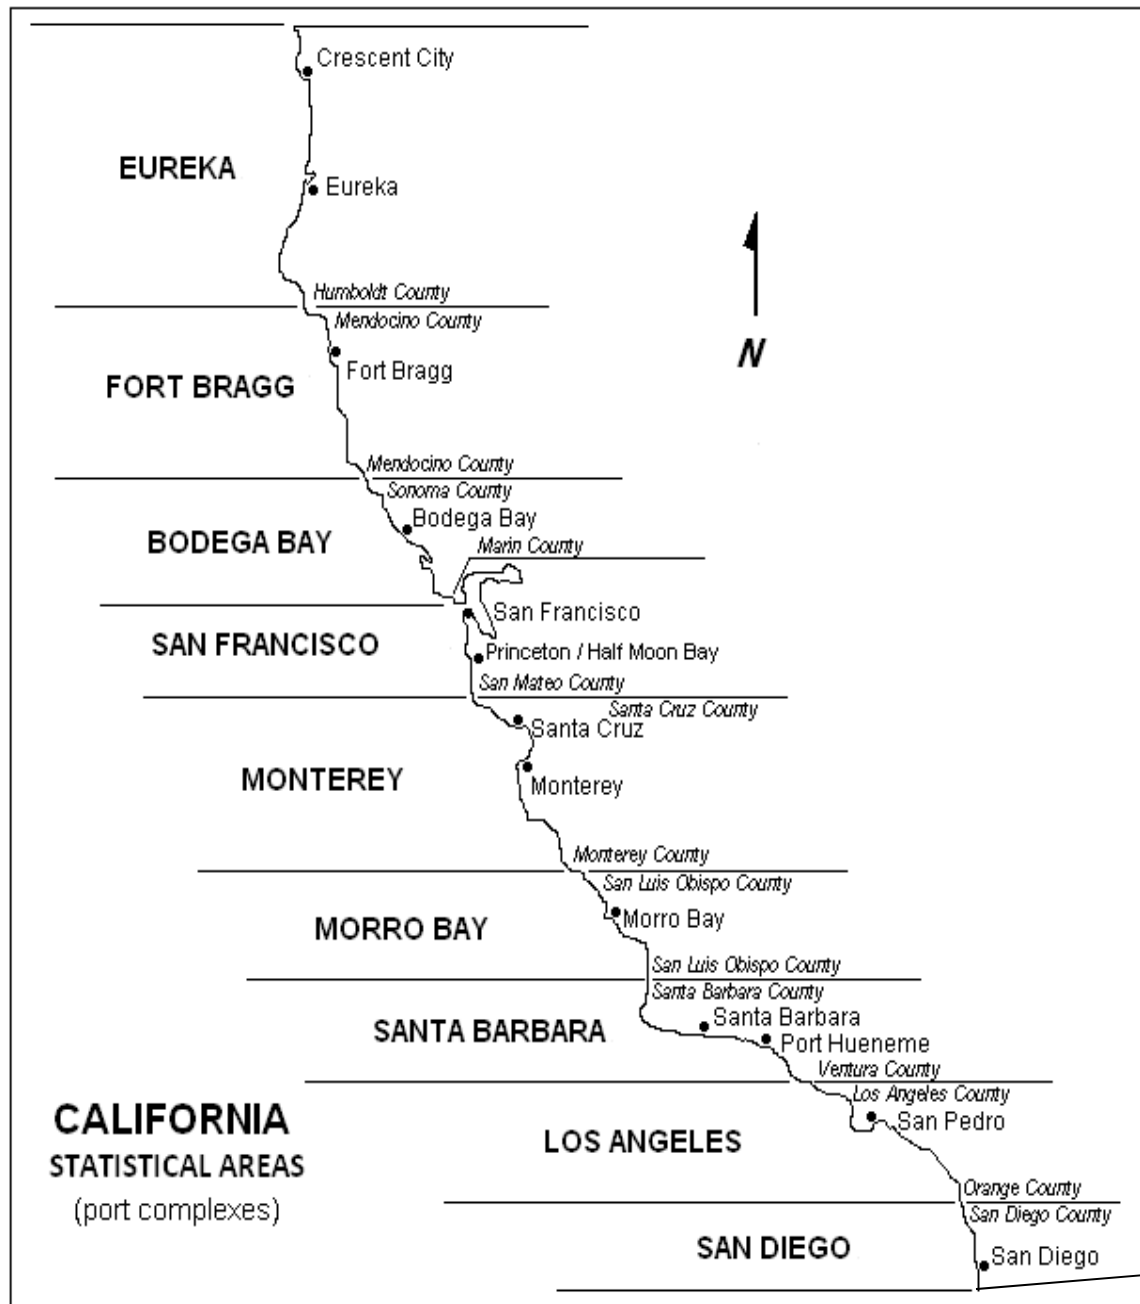 Crescent City
EUREKA
Eureka
Humboldt County
Mendocino County
N
Fort Bragg
FORT BRAGG
Mendocino County
Sonoma County
Bodega Bay
BODEGA BAY
Marin County
San Francisco
SAN FRANCISCO
Princeton / Half Moon Bay
San Mateo County
Santa Cruz County
Santa Cruz
MONTEREY
Monterey
Monterey County
San Luis Obispo County
Morro Bay
MORRO BAY
San Luis Obispo County
Santa Barbara County
Santa Barbara
SANTA BARBARA
Port Hueneme
Ventura County
Los Angeles County
San Pedro
LOS ANGELES
CALIFORNIA
STATISTICAL AREAS
(port complexes)
Orange County
San Diego County
SAN DIEGO
San Diego